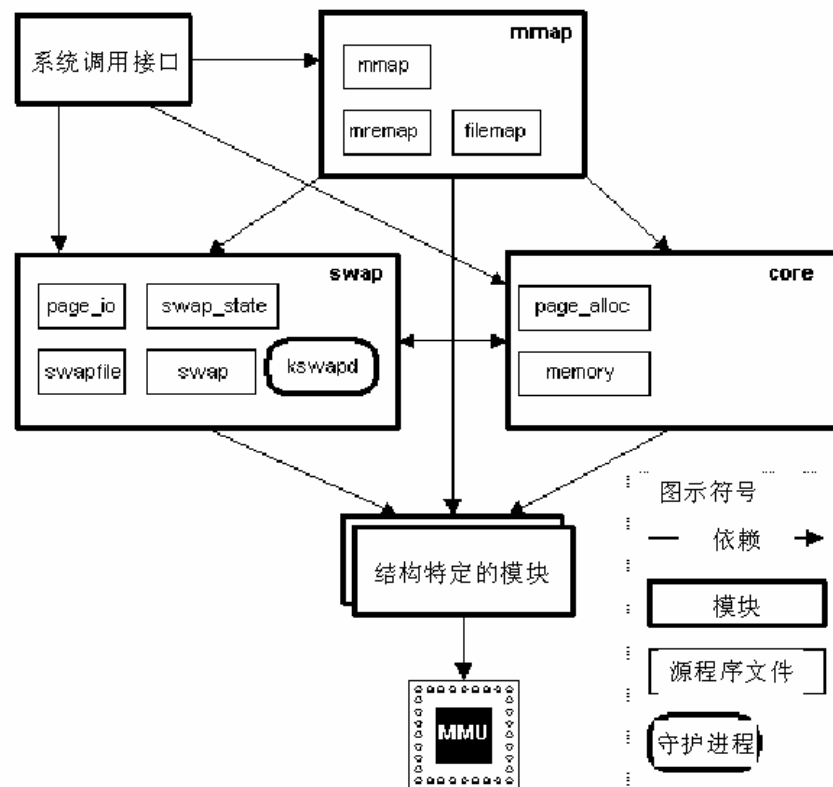 系统调用接口
mmap
mmap
mremap
filemap
swap
page_io
swap_state
swapfile
swap
kswapd
core
page_alloc
memory
结构特定的模块
MMU
图示符号
依赖
模块
源程序文件
守护进程